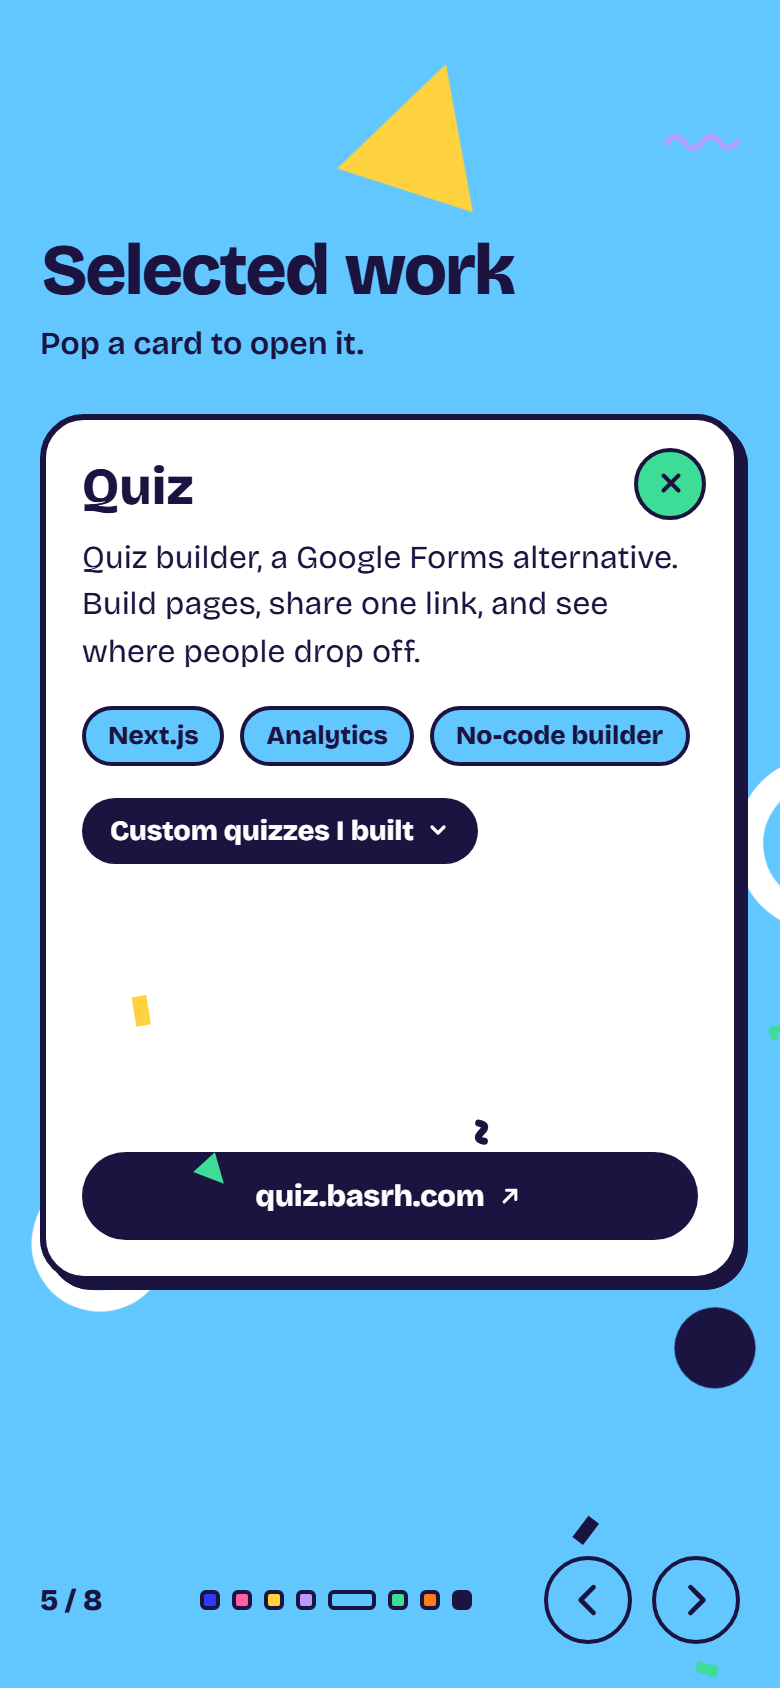 Selected work
Pop a card to open it.
Quiz
Quiz builder, a Google Forms alternative.
Build pages, share one link, and see
where people drop off.
Next.js Analytics No-code builder
Custom quizzes I built
quiz.basrh.com
5 / 8